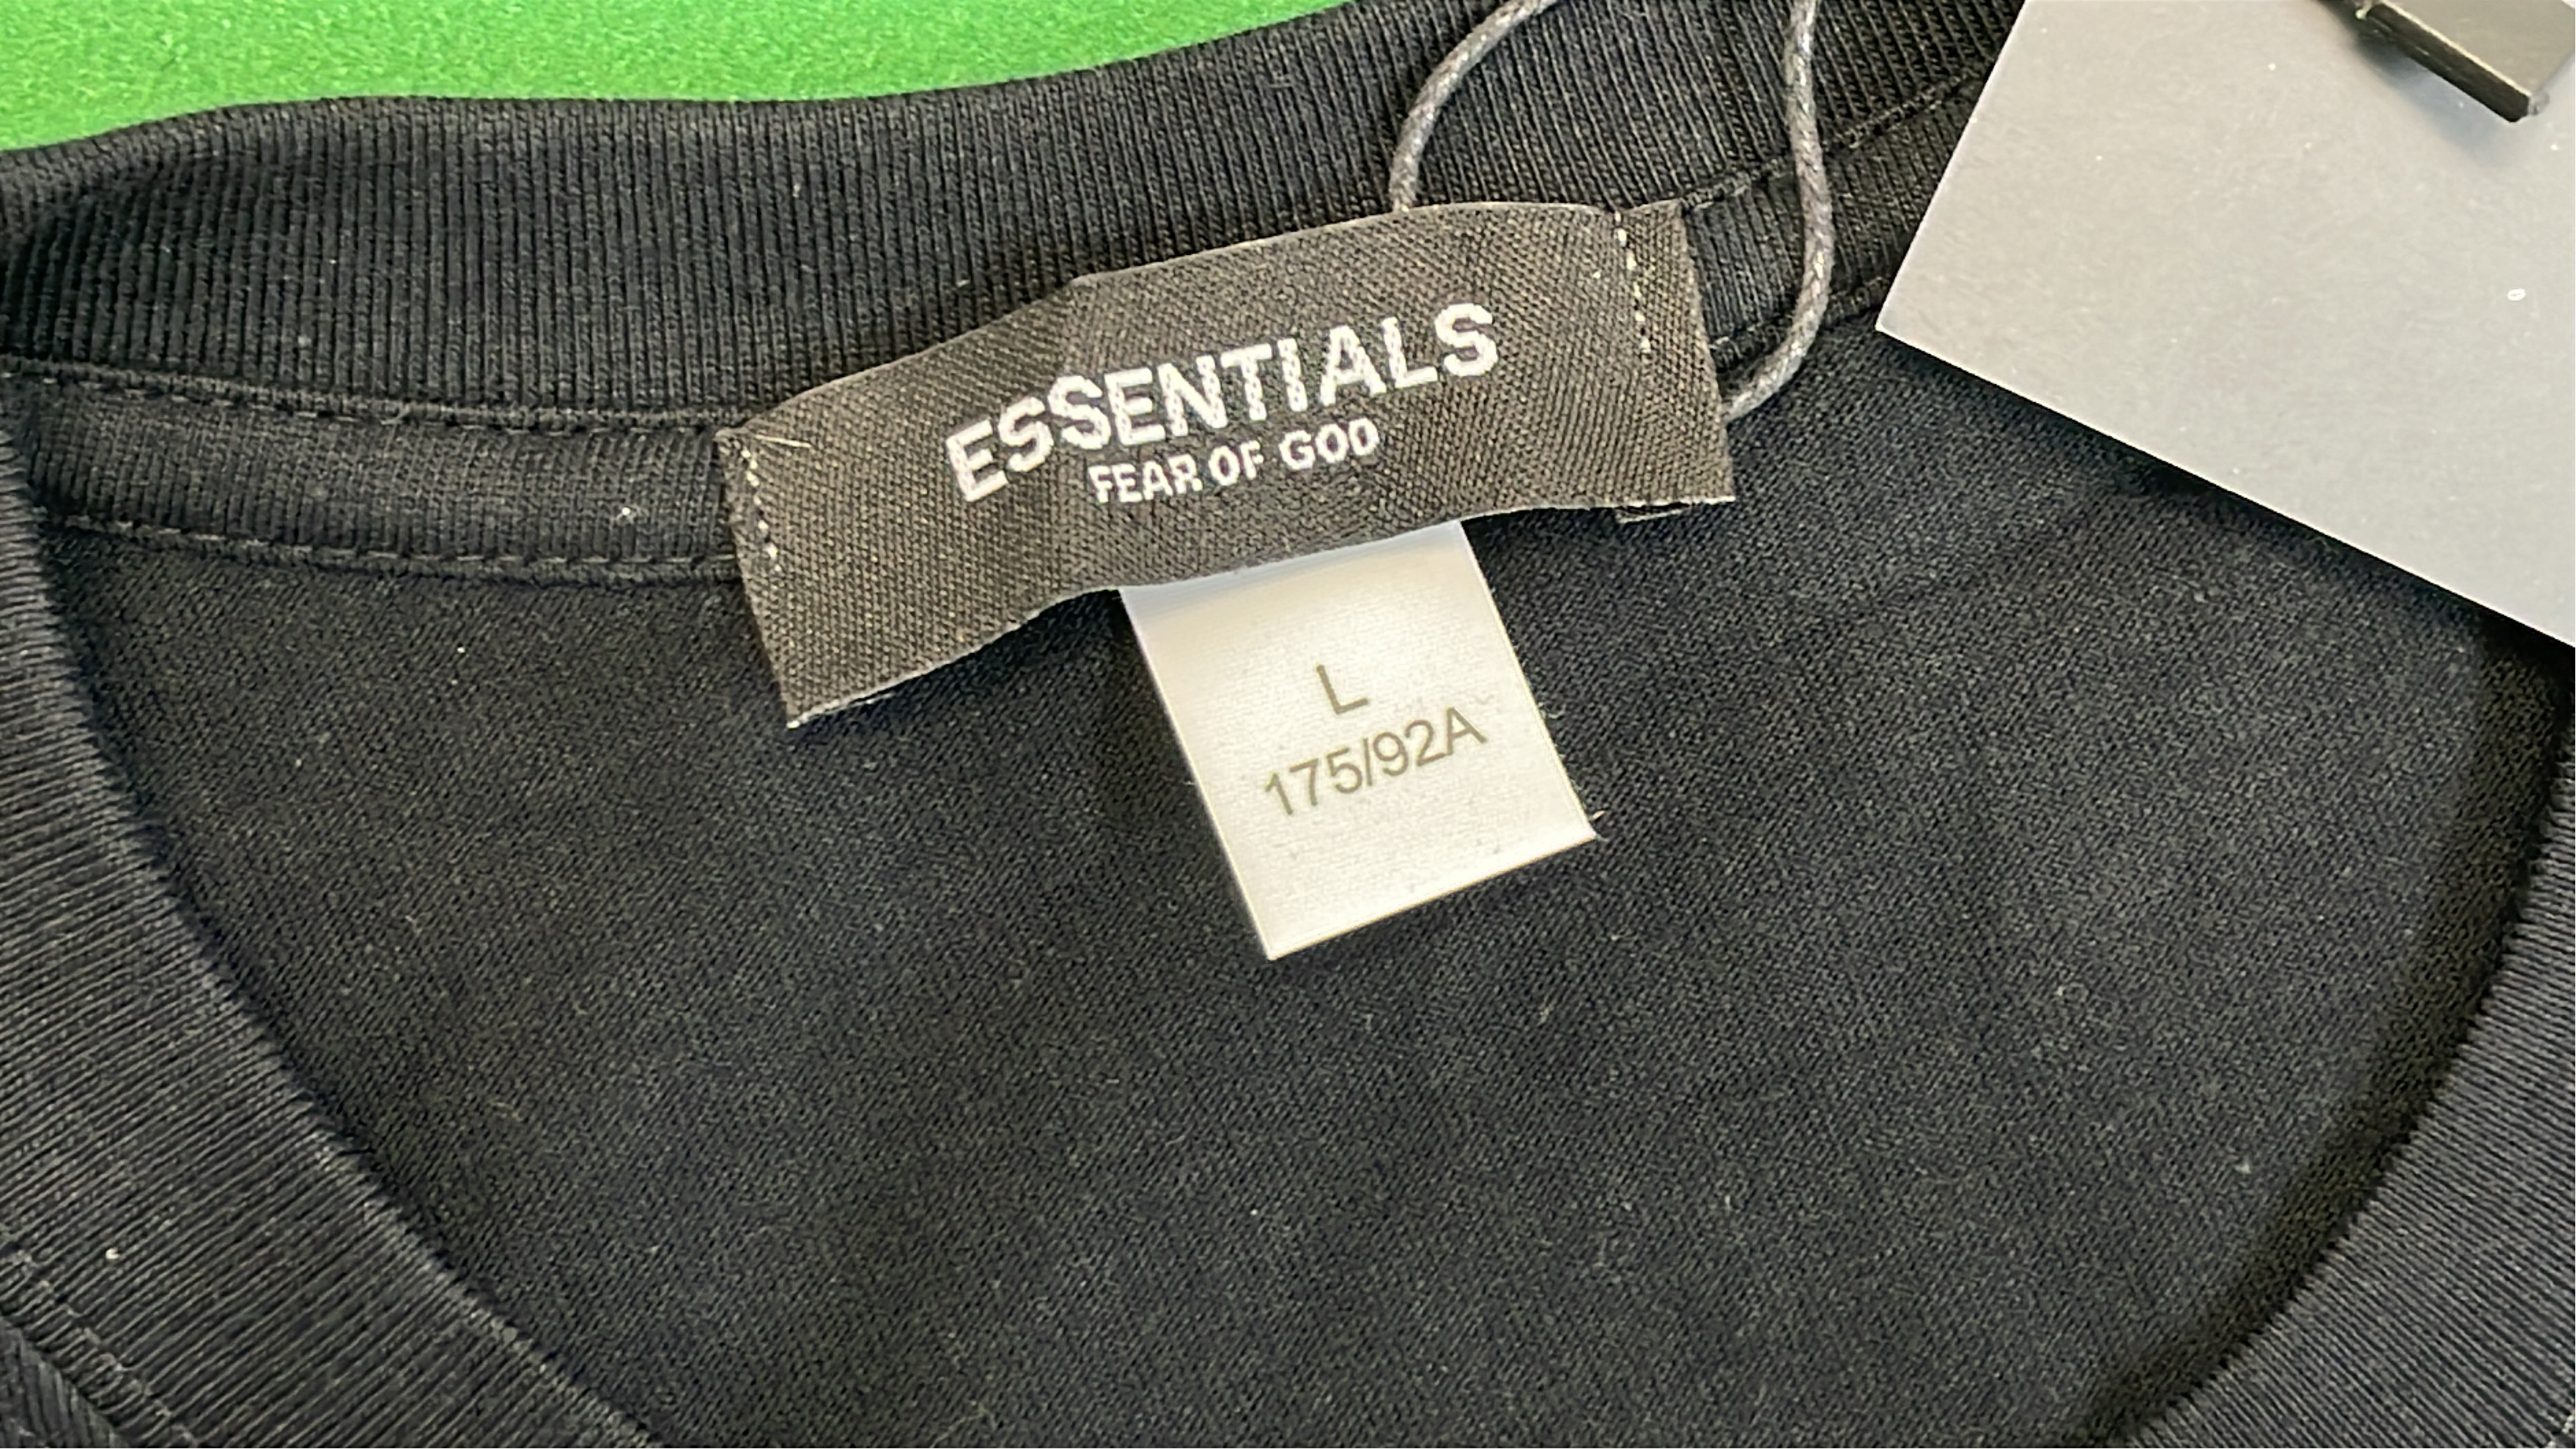 ESSENTIALS
FEAR OF GOD
L
175/92A